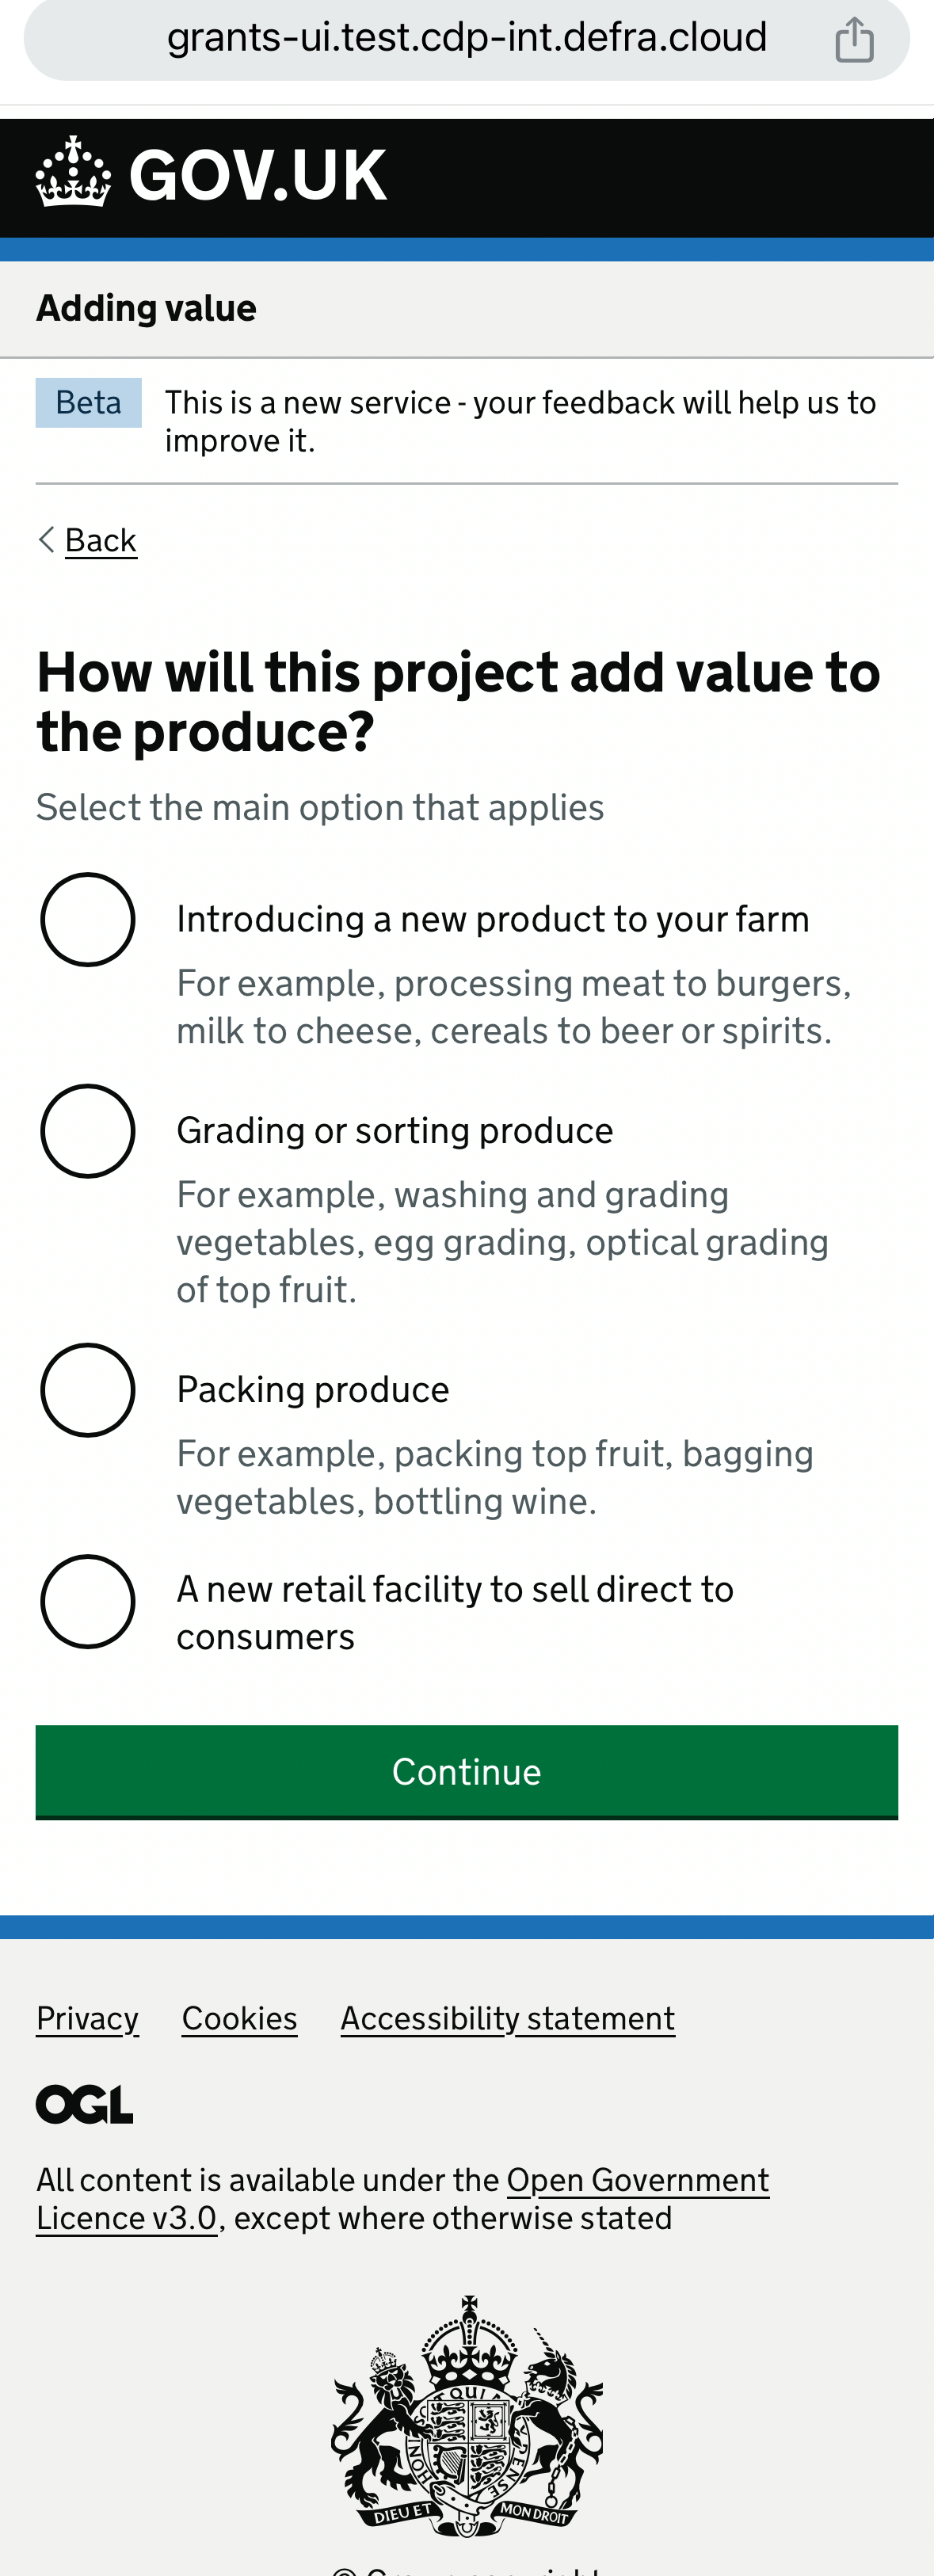 grants-ui.test.cdp-int.defra.cloud
GOV.UK
Adding value
Beta
This is a new service - your feedback will help us to
improve it.
Back
How will this project add value to
the produce?
Select the main option that applies
Introducing a new product to your farm
For example, processing meat to burgers,
milk to cheese, cereals to beer or spirits.
Grading or sorting produce
For example, washing and grading
vegetables, egg grading, optical grading
of top fruit.
Packing produce
For example, packing top fruit, bagging
vegetables, bottling wine.
A new retail facility to sell direct to
consumers
Continue
Privacy Cookies Accessibility statement
OGL
All content is available under the Open Government
Licence v3.0, except where otherwise stated
DIEU ET MON DROIT